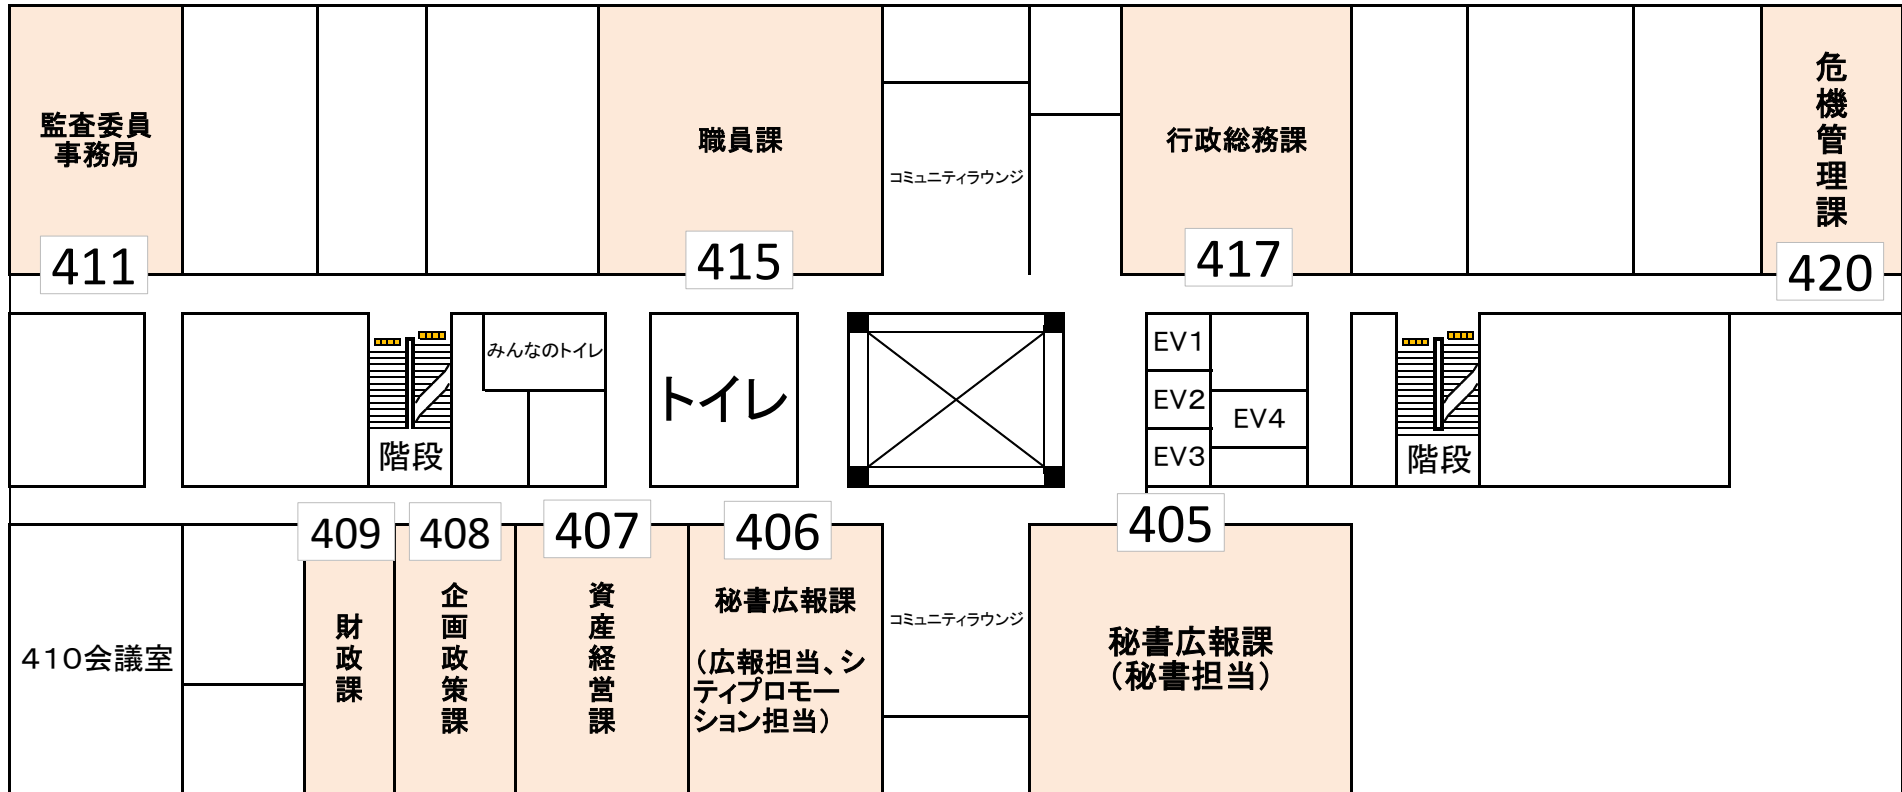 監査委員
事務局
411
職員課
415
コミュニティラウンジ
行政総務課
417
危機管理課
420
みんなのトイレ
階段
トイレ
EV1
EV2
EV3
EV4
階段
410会議室
409
財政課
408
企画政策課
407
資産経営課
406
秘書広報課
（広報担当、シ
ティプロモー
ション担当）
コミュニティラウンジ
405
秘書広報課
（秘書担当）